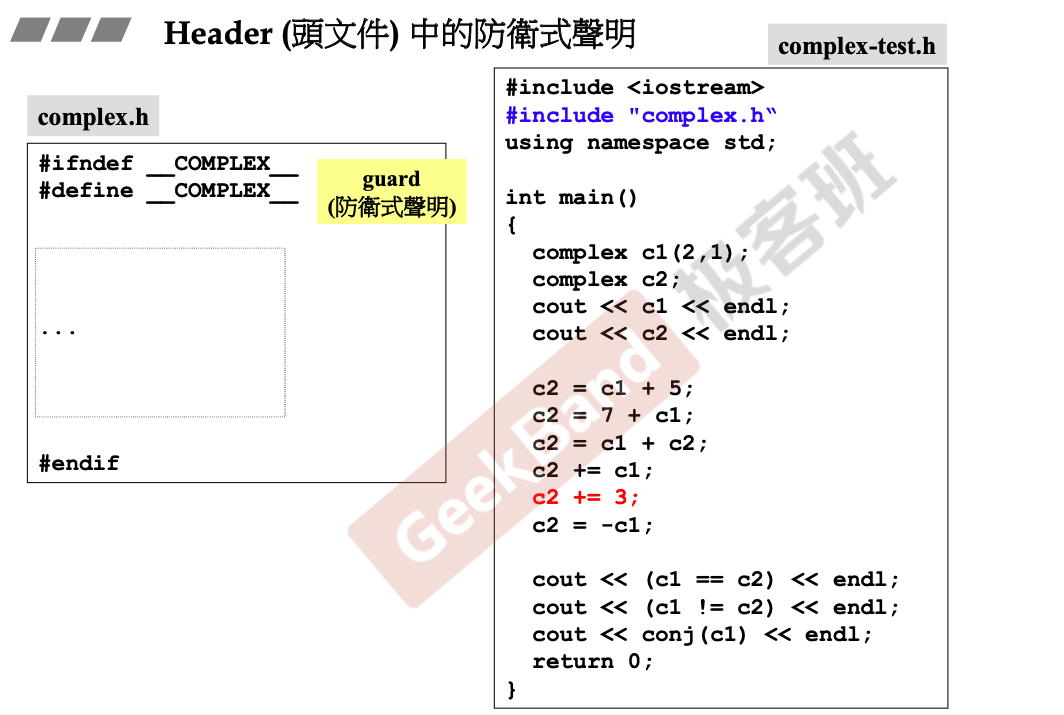 Header (頭文件) 中的防衛式聲明
complex.h
#ifndef __COMPLEX__
#define __COMPLEX__
guard
(防衛式聲明)
...
#endif
complex-test.h
#include <iostream>
#include "complex.h“
using namespace std;
int main()
{
complex c1(2,1);
complex c2;
cout << c1 << endl;
cout << c2 << endl;
c2 = c1 + 5;
c2 = 7 + c1;
c2 = c1 + c2;
c2 += c1;
c2 += 3;
c2 = -c1;
cout << (c1 == c2) << endl;
cout << (c1 != c2) << endl;
cout << conj(c1) << endl;
return 0;
}
GeekBand
极客班